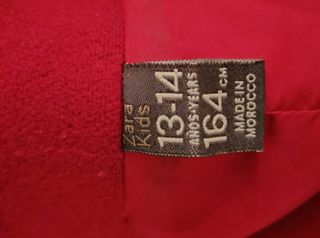 Zara
Kids
13-14
AÑOS-YEARS
164 CM
MADE IN
MOROCCO